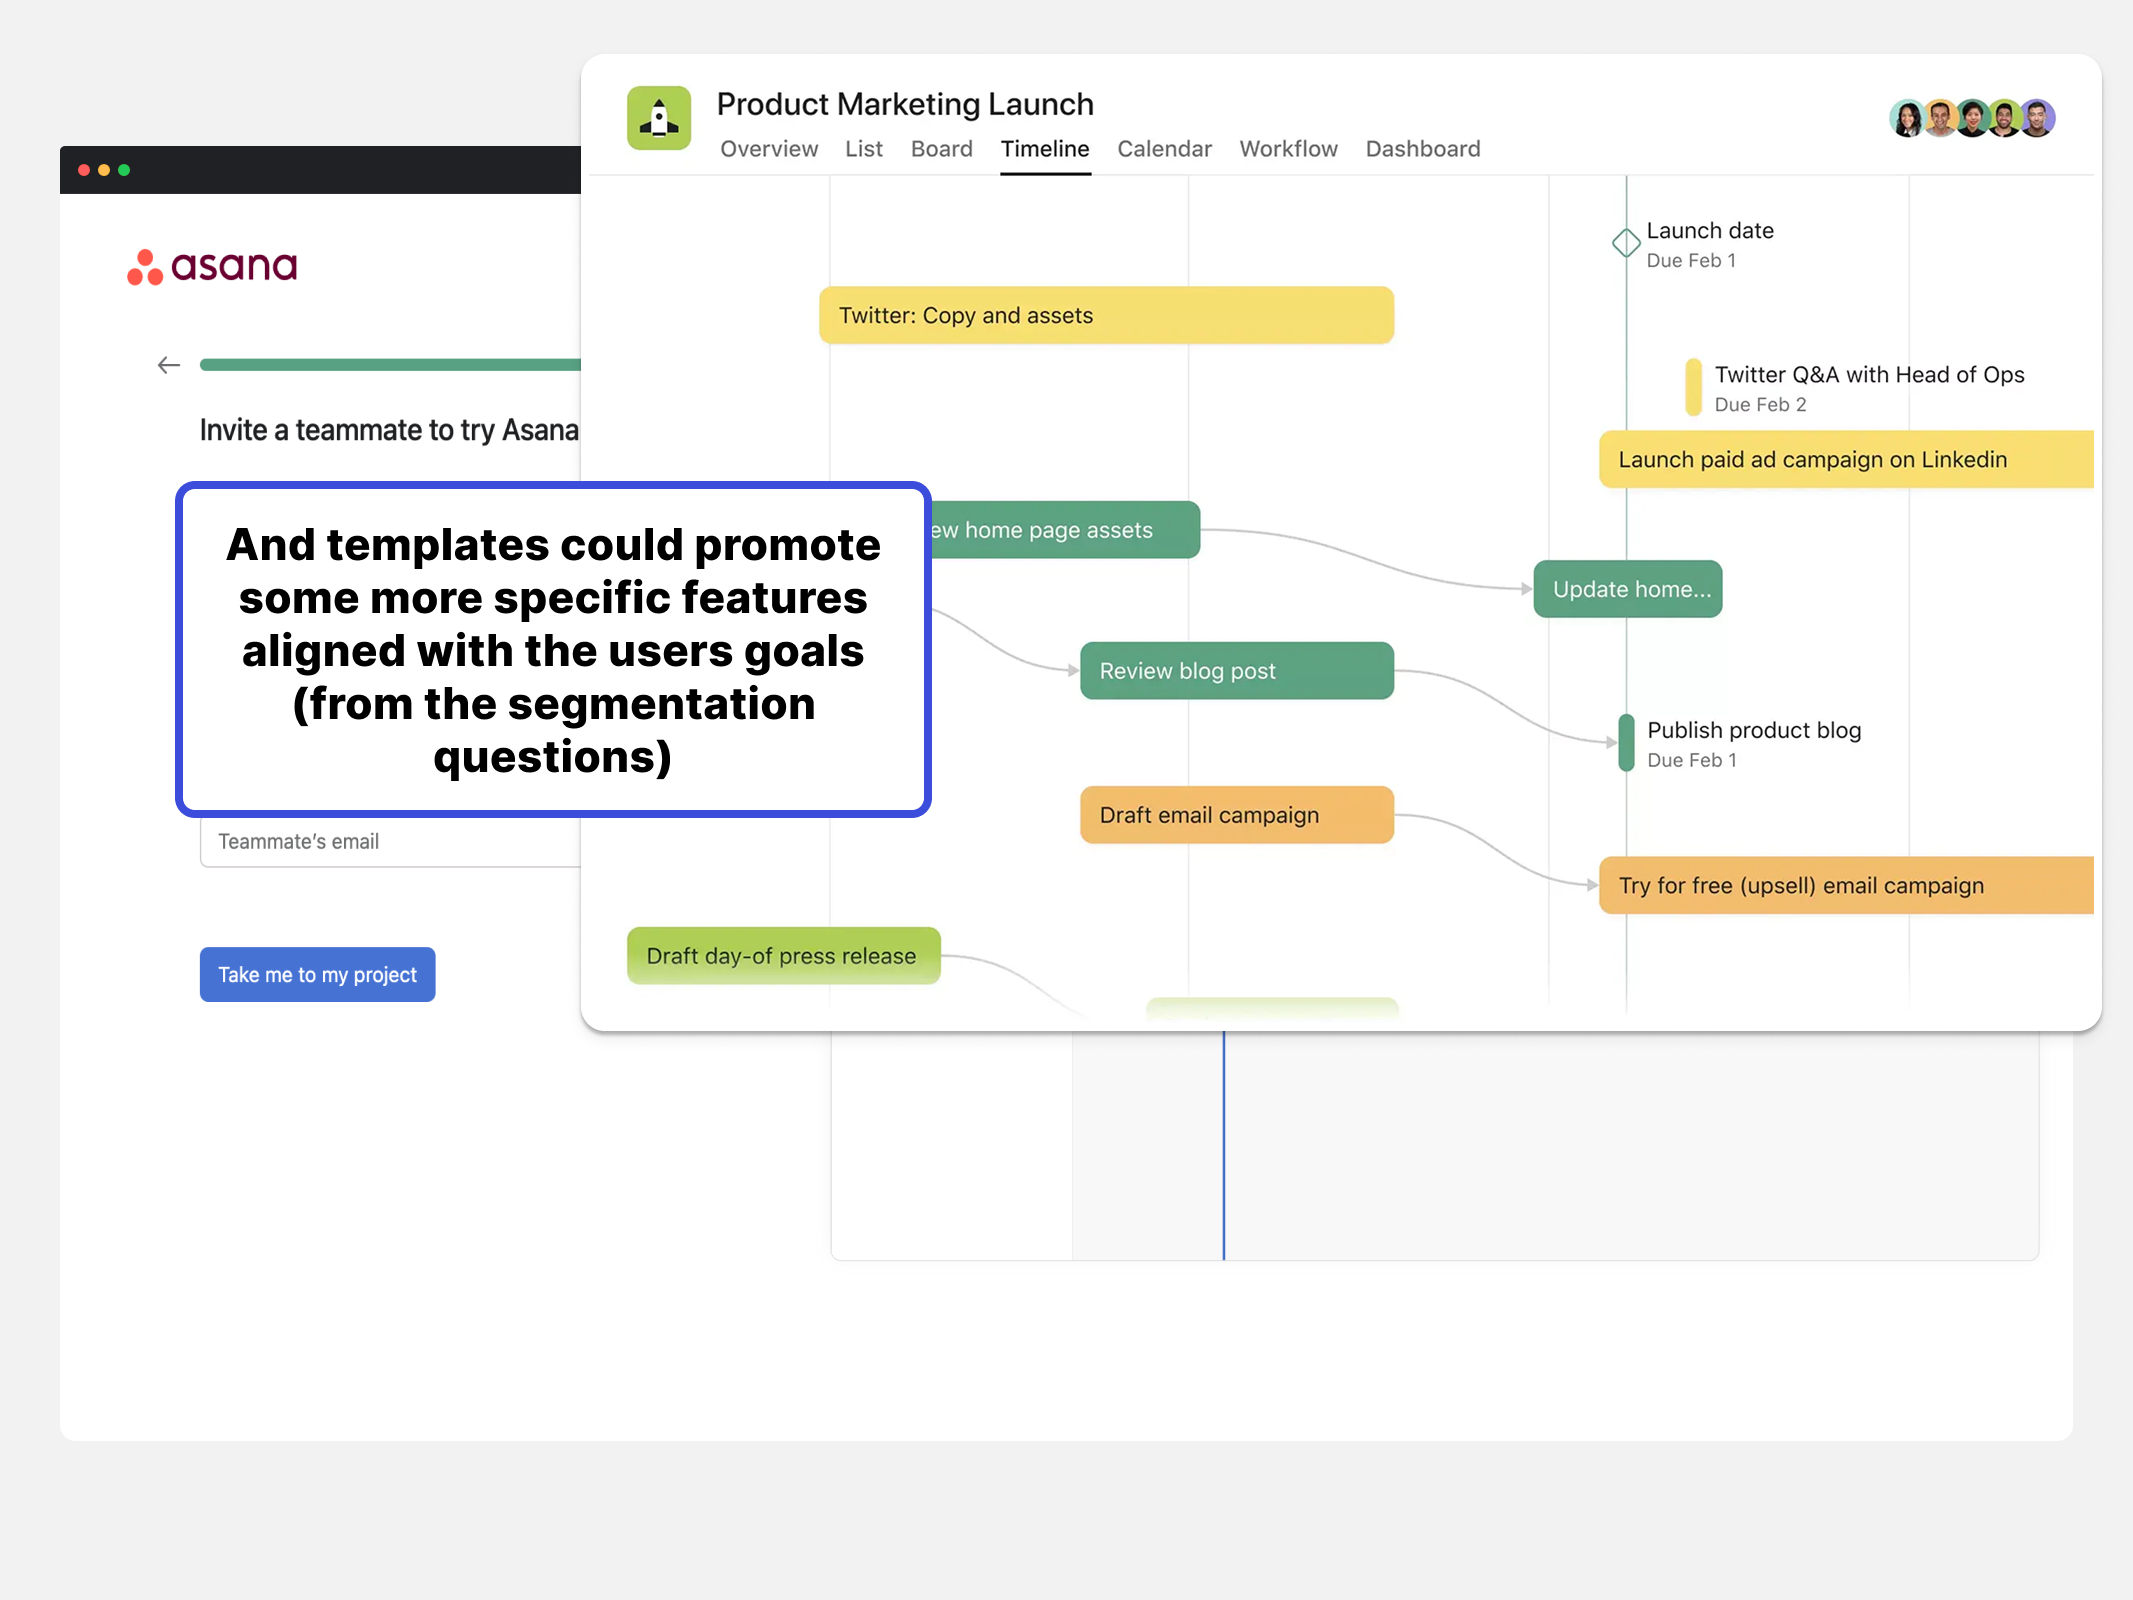 Product Marketing Launch
Overview List Board Timeline Calendar Workflow Dashboard
asana
Invite a teammate to try Asana
And templates could promote
some more specific features
aligned with the users goals
(from the segmentation
questions)
Teammate's email
Take me to my project
Launch date
Due Feb 1
Twitter: Copy and assets
Twitter Q&A with Head of Ops
Due Feb 2
Launch paid ad campaign on Linkedin
home page assets
Update home...
Review blog post
Publish product blog
Due Feb 1
Draft email campaign
Try for free (upsell) email campaign
Draft day-of press release